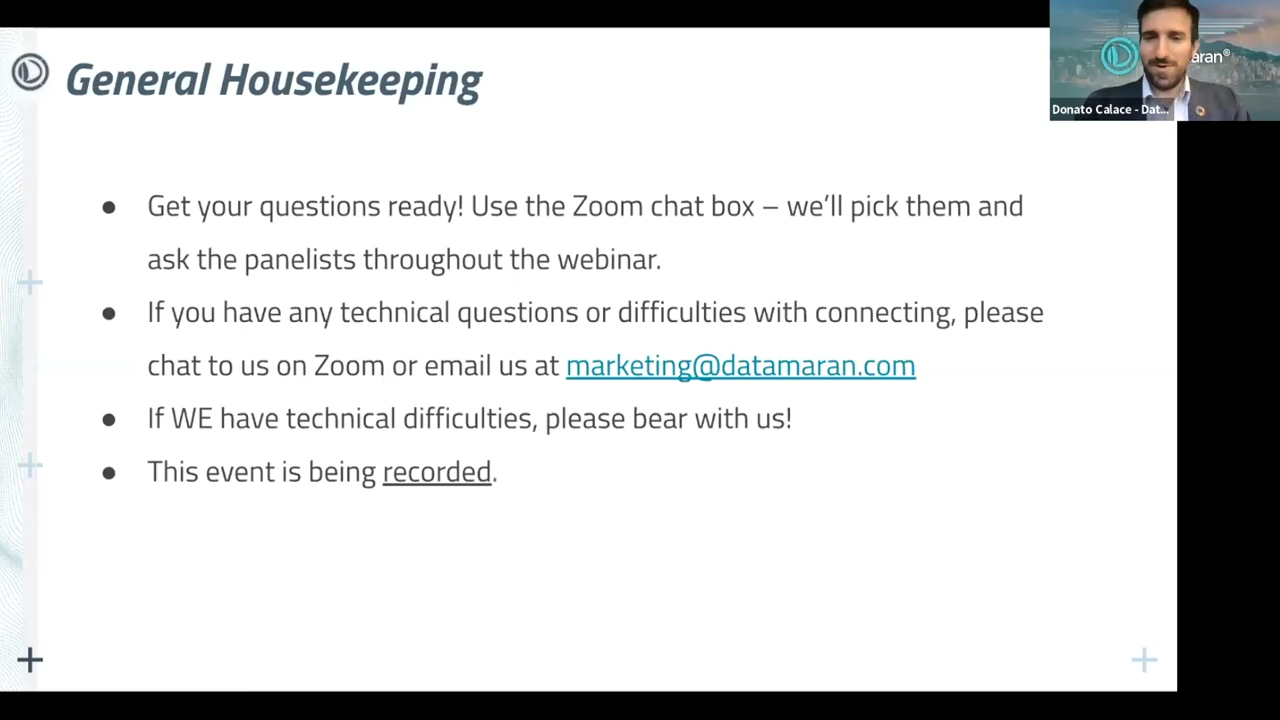 General Housekeeping
aran®
Donato Calace - Dat...
● Get your questions ready! Use the Zoom chat box – we'll pick them and
ask the panelists throughout the webinar.
● If you have any technical questions or difficulties with connecting, please
chat to us on Zoom or email us at marketing@datamaran.com
● If WE have technical difficulties, please bear with us!
● This event is being recorded.